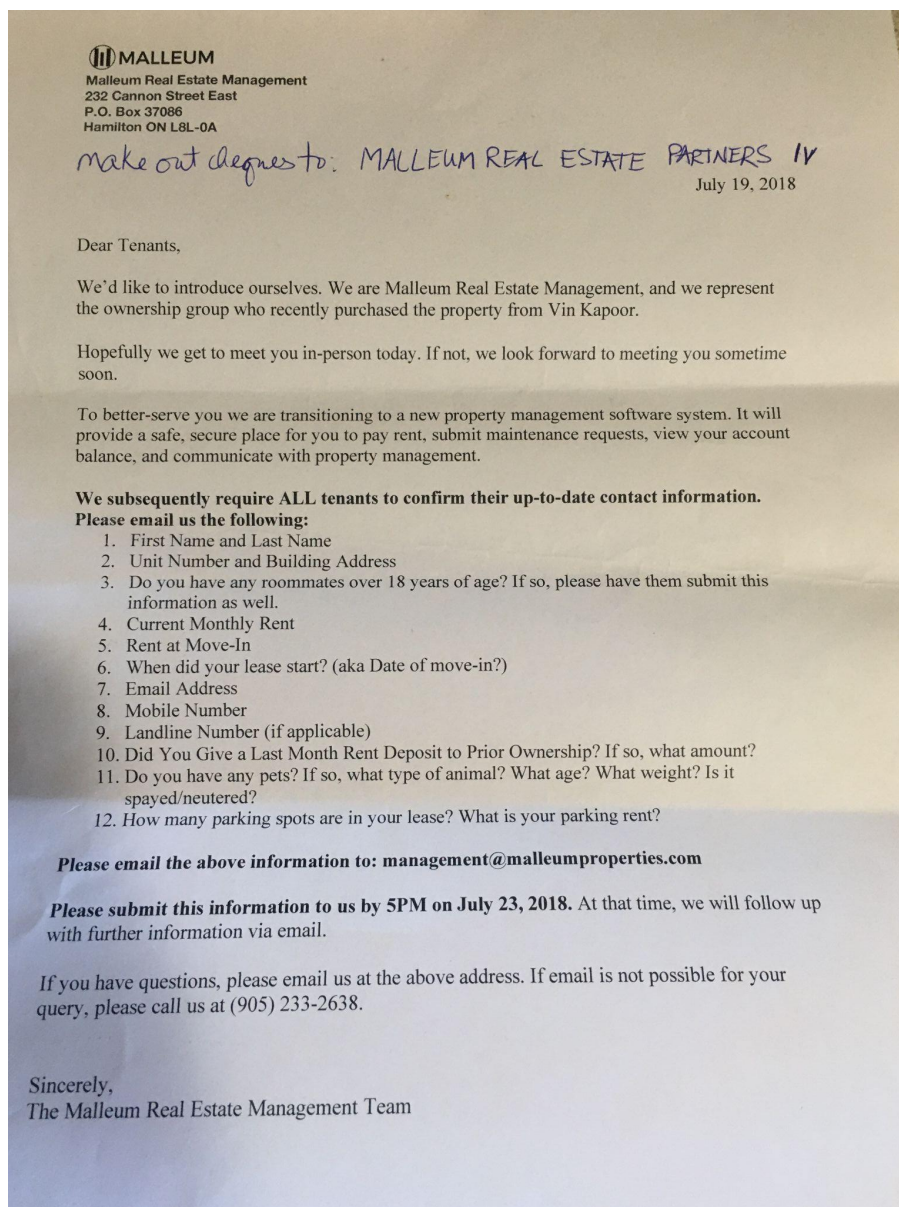 MALLEUM
Malleum Real Estate Management
232 Cannon Street East
P.O. Box 37086
Hamilton ON L8L-0A
make out cheques to: MALLEUM REAL ESTATE PARTNERS IV
July 19, 2018
Dear Tenants,
We'd like to introduce ourselves. We are Malleum Real Estate Management, and we represent
the ownership group who recently purchased the property from Vin Kapoor.
Hopefully we get to meet you in-person today. If not, we look forward to meeting you sometime
soon.
To better-serve you we are transitioning to a new property management software system. It will
provide a safe, secure place for you to pay rent, submit maintenance requests, view your account
balance, and communicate with property management.
We subsequently require ALL tenants to confirm their up-to-date contact information.
Please email us the following:
1. First Name and Last Name
2. Unit Number and Building Address
3. Do you have any roommates over 18 years of age? If so, please have them submit this
information as well.
4. Current Monthly Rent
5. Rent at Move-In
6. When did your lease start? (aka Date of move-in?)
7. Email Address
8. Mobile Number
9. Landline Number (if applicable)
10. Did You Give a Last Month Rent Deposit to Prior Ownership? If so, what amount?
11. Do you have any pets? If so, what type of animal? What age? What weight? Is it
spayed/neutered?
12. How many parking spots are in your lease? What is your parking rent?
Please email the above information to: management@malleumproperties.com
Please submit this information to us by 5PM on July 23, 2018. At that time, we will follow up
with further information via email.
If you have questions, please email us at the above address. If email is not possible for your
query, please call us at (905) 233-2638.
Sincerely,
The Malleum Real Estate Management Team